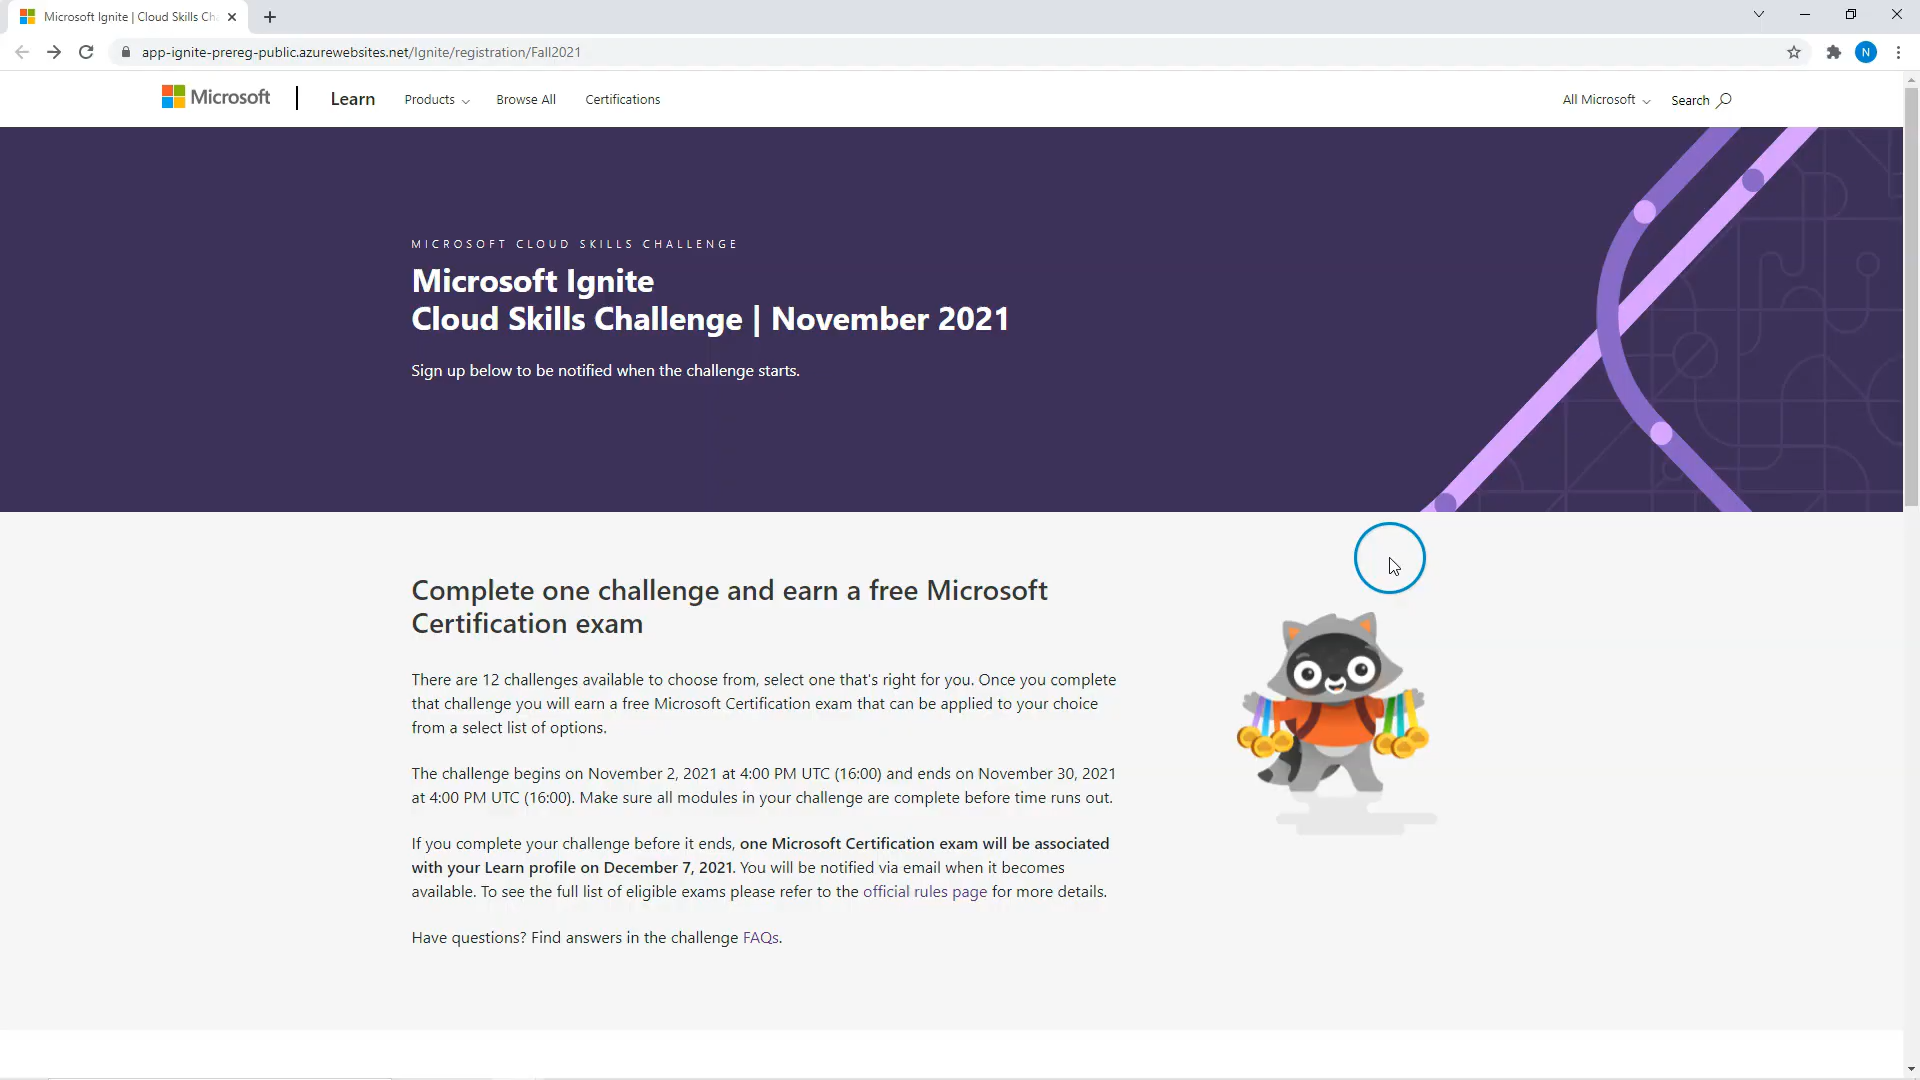 Microsoft Ignite | Cloud Skills Ch
app-ignite-prereg-public.azurewebsites.net/Ignite/registration/Fall2021
N
Microsoft
Learn
Products
Browse All
Certifications
All Microsoft
Search
MICROSOFT CLOUD SKILLS CHALLENGE
Microsoft Ignite
Cloud Skills Challenge | November 2021
Sign up below to be notified when the challenge starts.
Complete one challenge and earn a free Microsoft
Certification exam
There are 12 challenges available to choose from, select one that's right for you. Once you complete
that challenge you will earn a free Microsoft Certification exam that can be applied to your choice
from a select list of options.
The challenge begins on November 2, 2021 at 4:00 PM UTC (16:00) and ends on November 30, 2021
at 4:00 PM UTC (16:00). Make sure all modules in your challenge are complete before time runs out.
If you complete your challenge before it ends, one Microsoft Certification exam will be associated
with your Learn profile on December 7, 2021. You will be notified via email when it becomes
available. To see the full list of eligible exams please refer to the official rules page for more details.
Have questions? Find answers in the challenge FAQs.